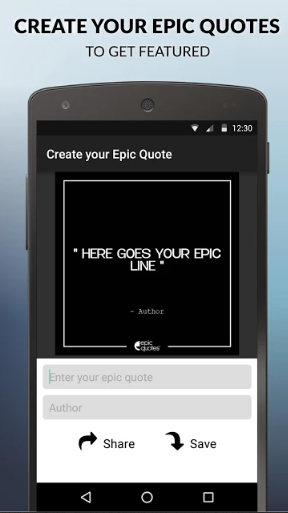 CREATE YOUR EPIC QUOTES
TO GET FEATURED
12:30
Create your Epic Quote
" HERE GOES YOUR EPIC
LINE "
- Author
epic
quotes
Enter your epic quote
Author
Share
Save